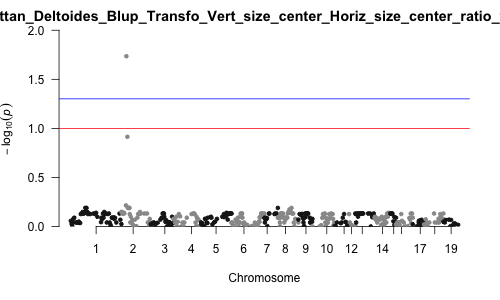 ttan_Deltoides_Blup_Transfo_Vert_size_center_Horiz_size_center_ratio_
2.0
1.5
1.0
0.5
0.0
− log10(p)
1 2 3 4 5 6 7 8 9 10 12 14 17 19
Chromosome